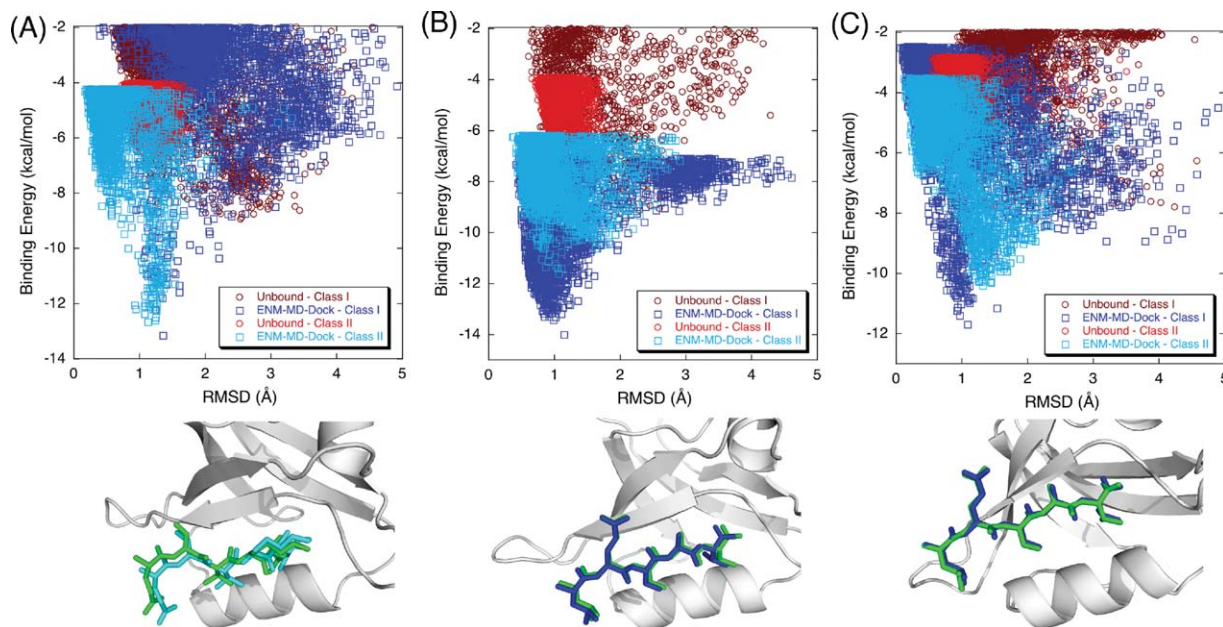 (A)
Binding Energy (kcal/mol)
-2
-4
-6
-8
-10
-12
-14
Unbound - Class I
ENM-MD-Dock - Class I
Unbound - Class II
ENM-MD-Dock - Class II
0 1 2 3 4 5
RMSD (Å)
(B)
Binding Energy (kcal/mol)
-2
-4
-6
-8
-10
-12
-14
Unbound - Class I
ENM-MD-Dock - Class I
Unbound - Class II
ENM-MD-Dock - Class II
0 1 2 3 4 5
RMSD (Å)
(C)
Binding Energy (kcal/mol)
-2
-4
-6
-8
-10
-12
Unbound - Class I
ENM-MD-Dock - Class I
Unbound - Class II
ENM-MD-Dock - Class II
0 1 2 3 4 5
RMSD (Å)